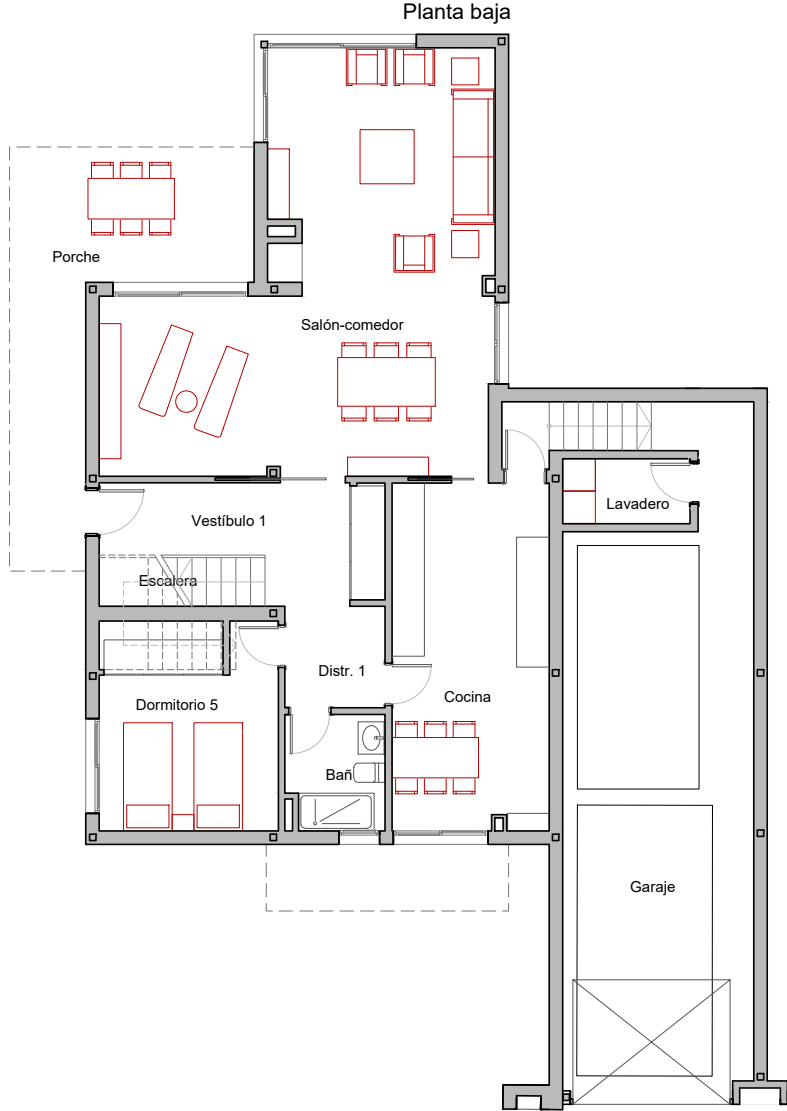 Planta baja
Porche
Salón-comedor
Lavadero
Vestíbulo 1
Escalera
Distr. 1
Cocina
Dormitorio 5
Bañ
Garaje